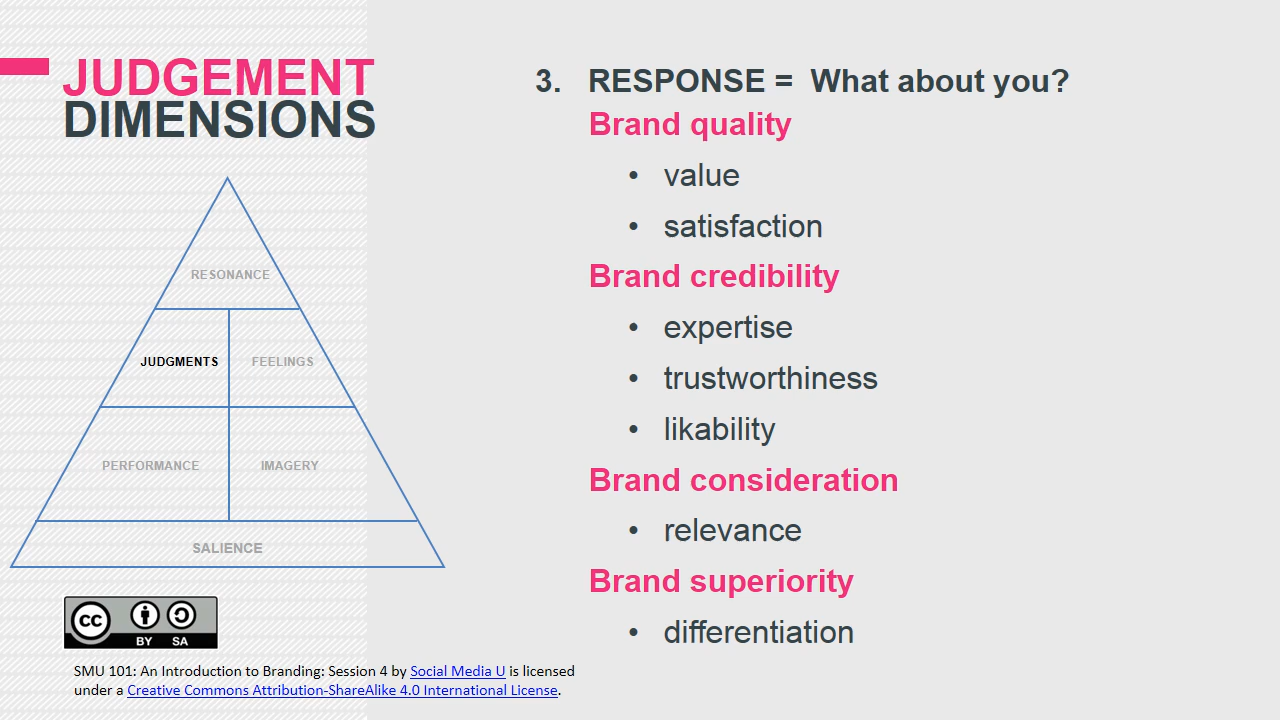 JUDGEMENT
DIMENSIONS
3. RESPONSE = What about you?
Brand quality
• value
• satisfaction
Brand credibility
• expertise
• trustworthiness
• likability
Brand consideration
• relevance
Brand superiority
• differentiation
RESONANCE
JUDGMENTS FEELINGS
PERFORMANCE IMAGERY
SALIENCE
CC BY SA
SMU 101: An Introduction to Branding: Session 4 by Social Media U is licensed
under a Creative Commons Attribution-ShareAlike 4.0 International License.